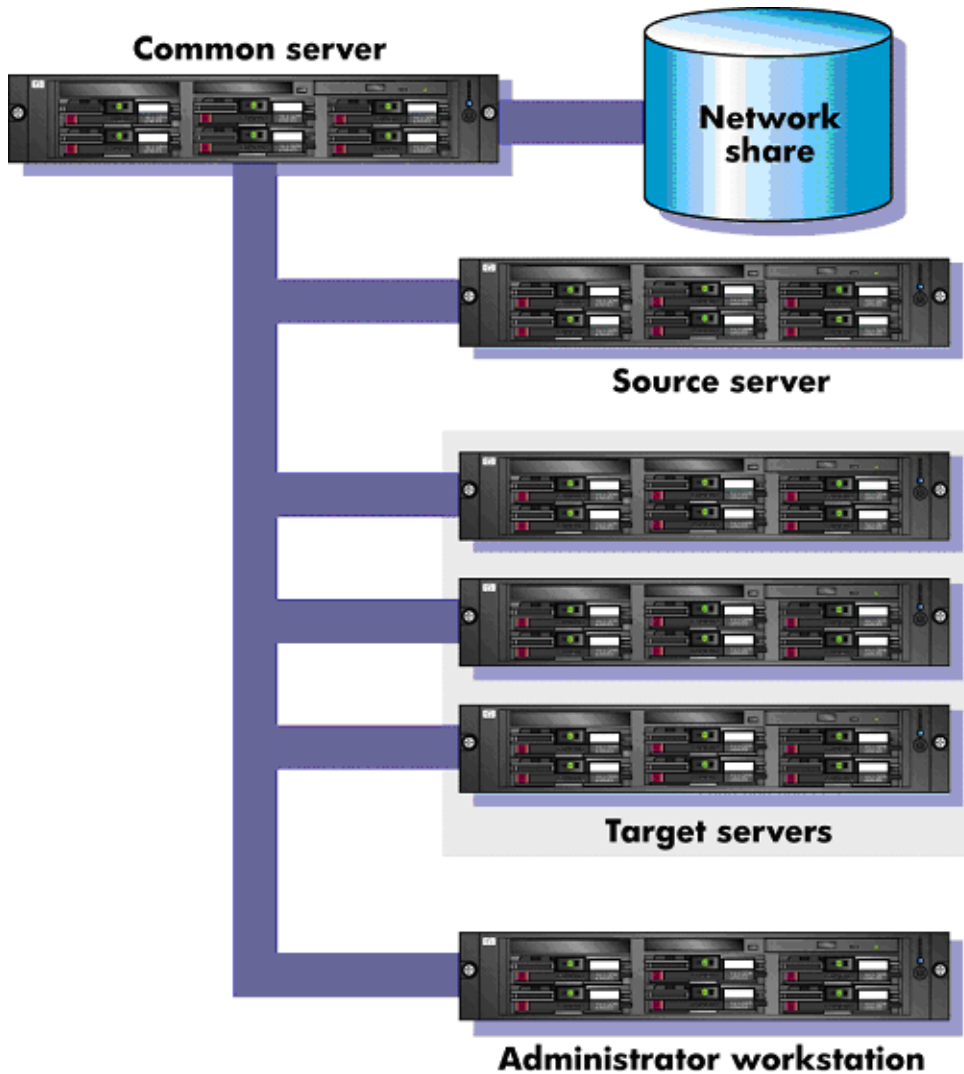 Common server
Network
share
Source server
Target servers
Administrator workstation